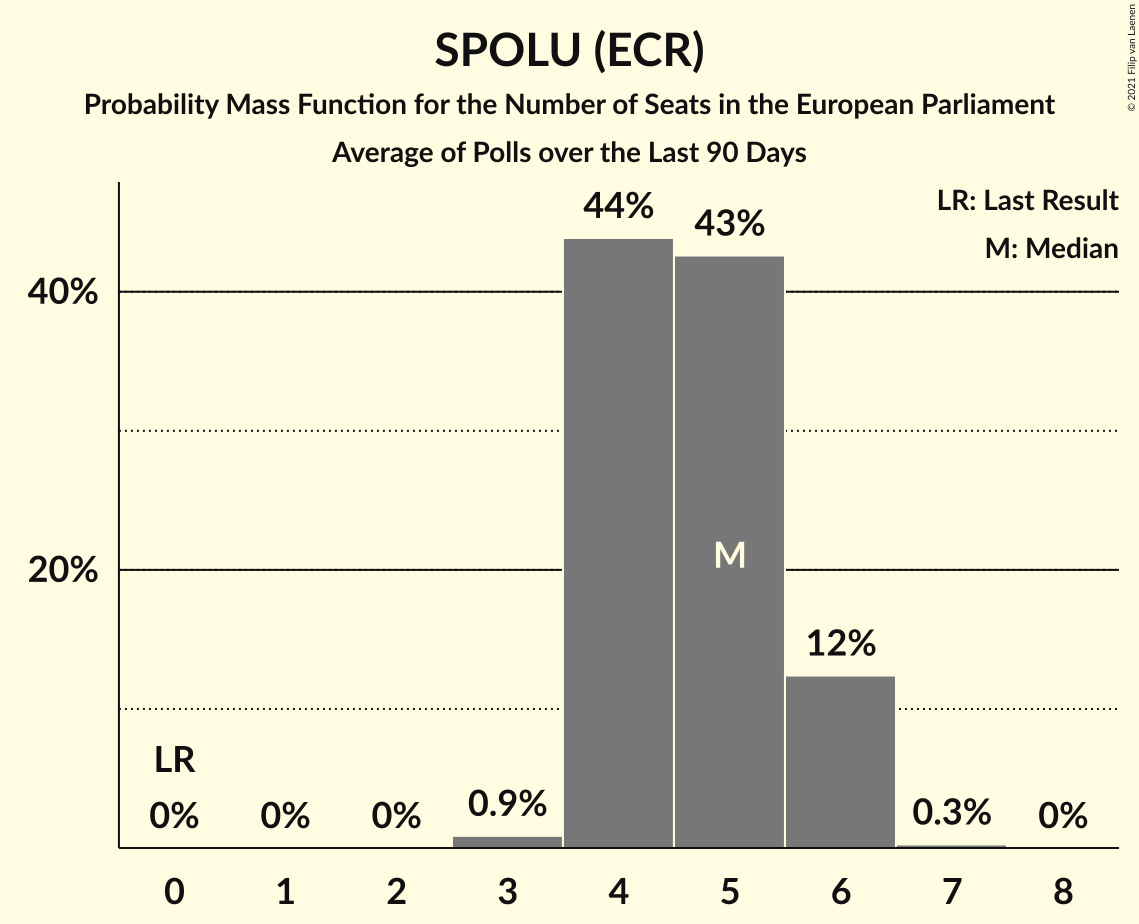 SPOLU (ECR)
Probability Mass Function for the Number of Seats in the European Parliament
Average of Polls over the Last 90 Days
© 2021 Filip van Laenen
LR: Last Result
M: Median
44%
43%
40%
M
20%
12%
LR
0%
0%
0%
0.9%
0.3%
0%
0
1
2
3
4
5
6
7
8